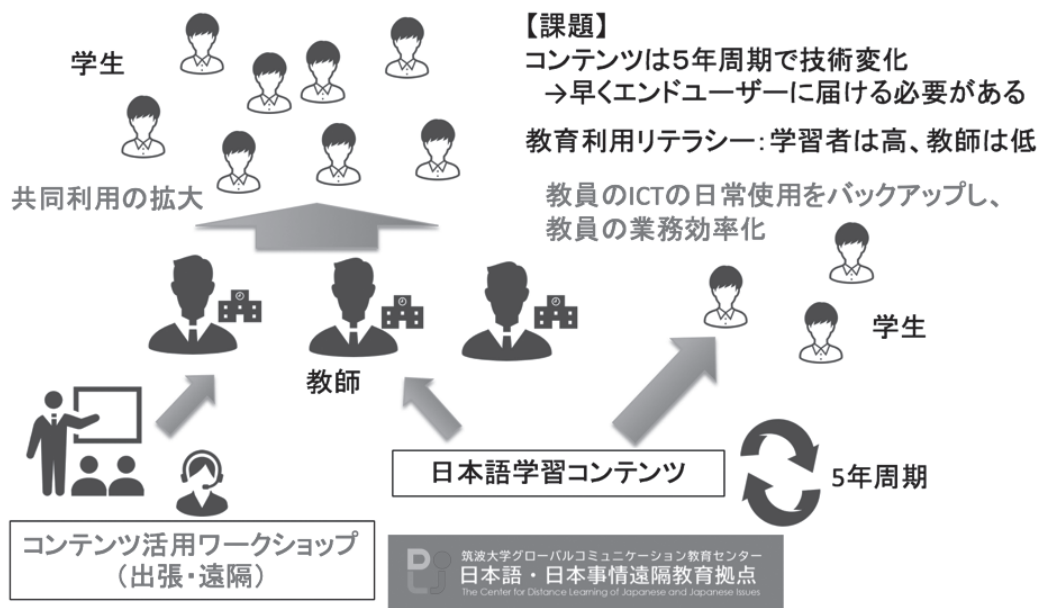 学生
【課題】
コンテンツは５年周期で技術変化
→早くエンドユーザーに届ける必要がある
教育利用リテラシー：学習者は高、教師は低
共同利用の拡大
教員のICTの日常使用をバックアップし、
教員の業務効率化
学生
教師
日本語学習コンテンツ
5年周期
コンテンツ活用ワークショップ
（出張・遠隔）
筑波大学グローバルコミュニケーション教育センター
日本語・日本事情遠隔教育拠点
The Center for Distance Learning of Japanese and Japanese Issues